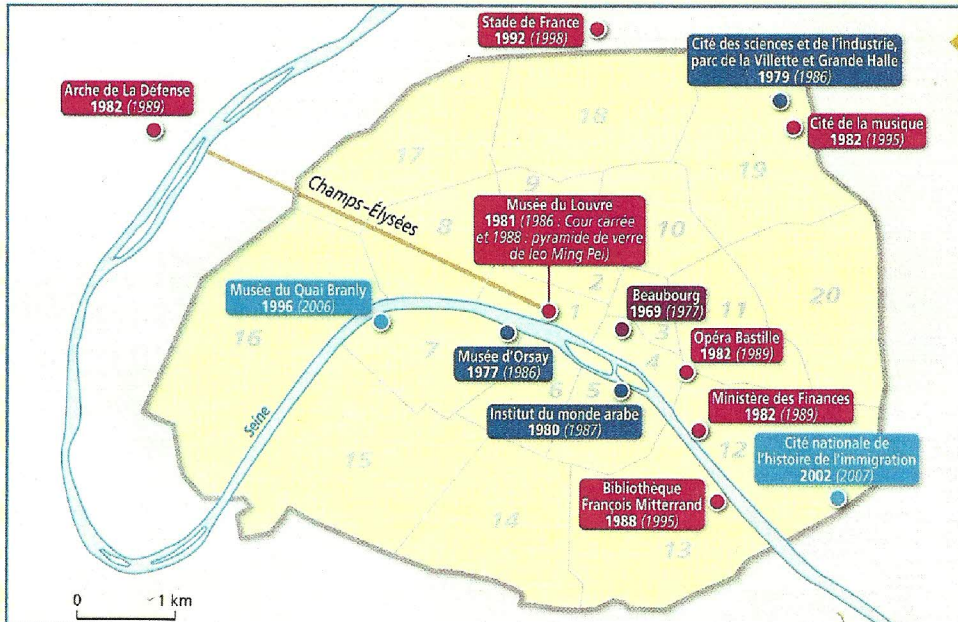 Stade de France
1992 (1998)
Cité des sciences et de l'industrie,
parc de la Villette et Grande Halle
1979 (1986)
Arche de La Défense
1982 (1989)
Cité de la musique
1982 (1995)
18
17
19
Champs-Élysées
9
Musée du Louvre
1981 (1986 : Cour carrée
et 1988 : pyramide de verre
de Ieo Ming Pei)
8
10
2
Musée du Quai Branly
1996 (2006)
1
Beaubourg
1969 (1977)
11
20
3
16
7
Musée d'Orsay
1977 (1986)
4
Opéra Bastille
1982 (1989)
6
5
Institut du monde arabe
1980 (1987)
Ministère des Finances
1982 (1989)
Seine
12
Cité nationale de
l'histoire de l'immigration
2002 (2007)
15
Bibliothèque
François Mitterrand
1988 (1995)
14
13
0
1 km